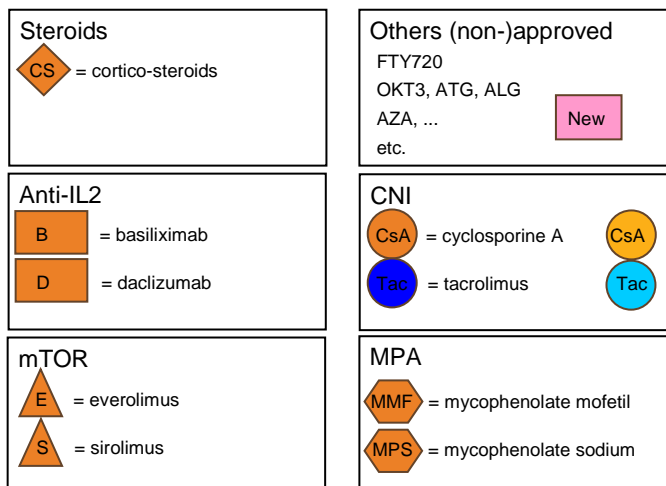 Steroids
CS = cortico-steroids
Others (non-)approved
FTY720
OKT3, ATG, ALG
AZA, ...
etc.
New
Anti-IL2
B = basiliximab
D = daclizumab
CNI
CsA = cyclosporine A CsA
Tac = tacrolimus Tac
mTOR
E = everolimus
S = sirolimus
MPA
MMF = mycophenolate mofetil
MPS = mycophenolate sodium